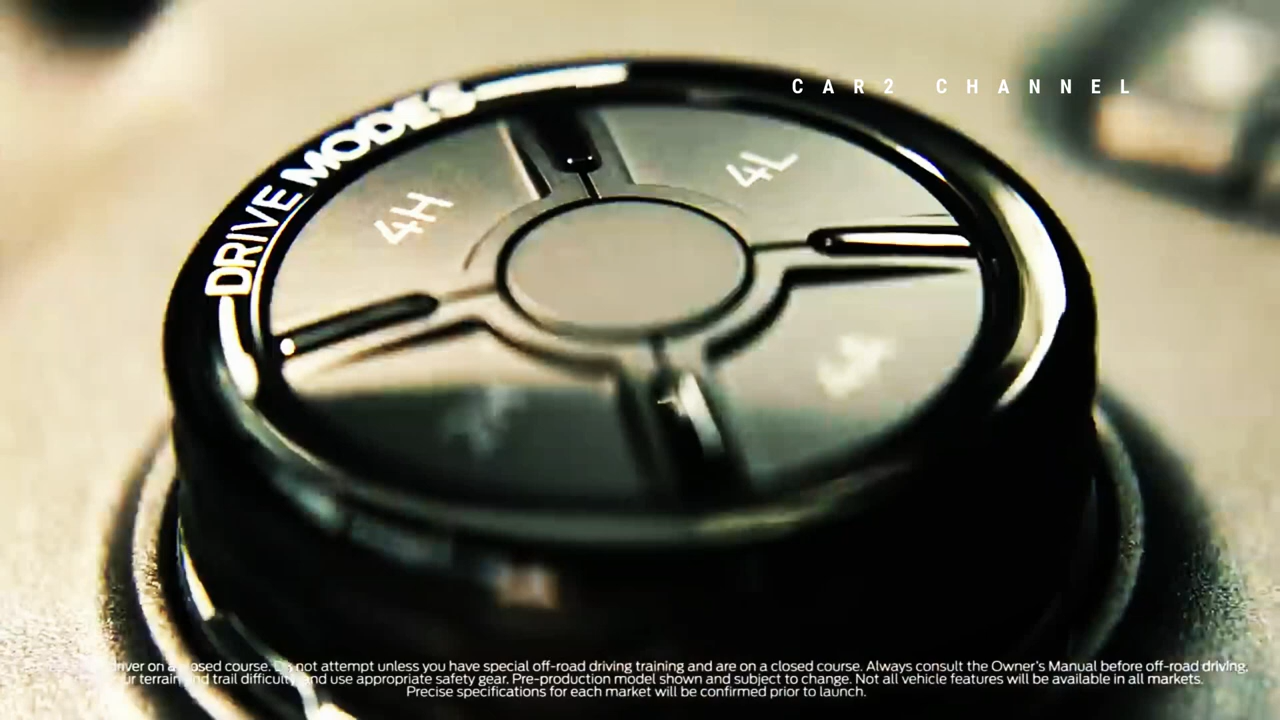 CAR2 CHANNEL
DRIVE MODES
4H
4L
driver on a closed course. Do not attempt unless you have special off-road driving training and are on a closed course. Always consult the Owner's Manual before off-road driving,
your terrain and trail difficulty and use appropriate safety gear. Pre-production model shown and subject to change. Not all vehicle features will be available in all markets.
Precise specifications for each market will be confirmed prior to launch.